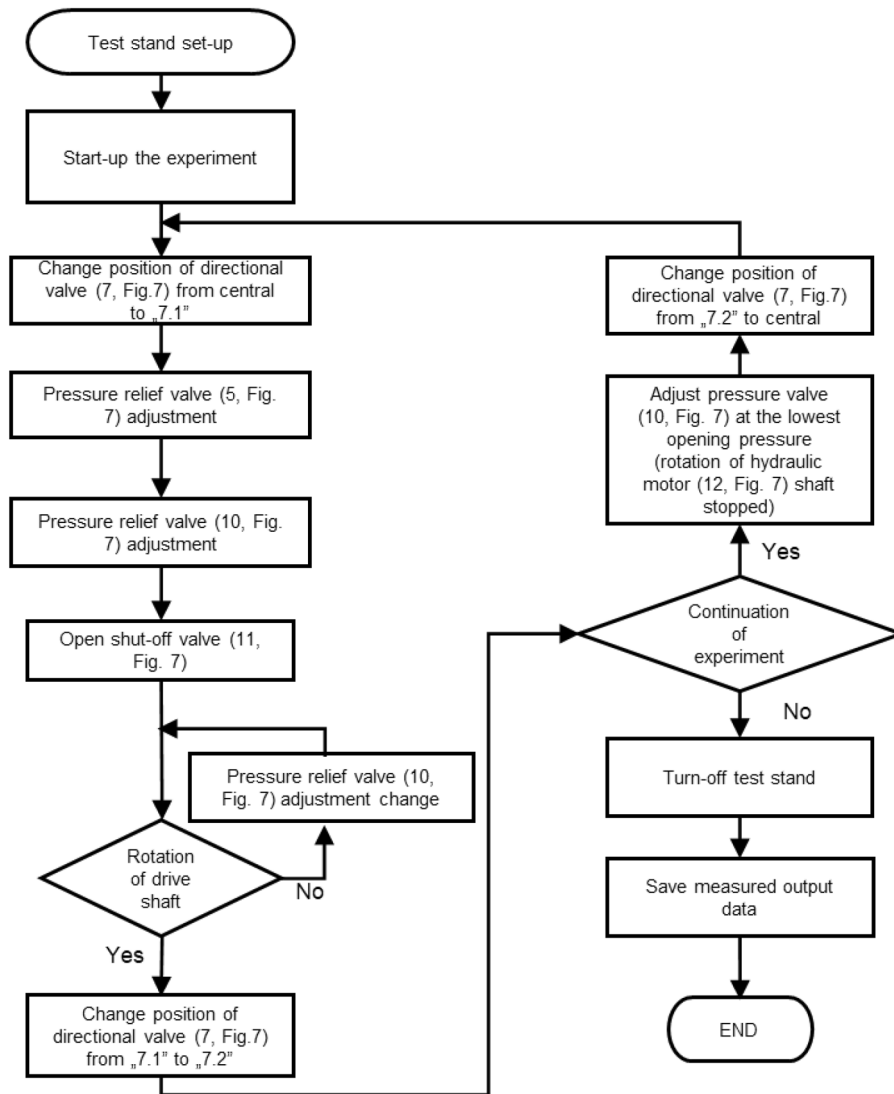 Test stand set-up
Start-up the experiment
Change position of directional
valve (7, Fig.7) from central
to „7.1”
Pressure relief valve (5, Fig.
7) adjustment
Pressure relief valve (10, Fig.
7) adjustment
Open shut-off valve (11,
Fig. 7)
Pressure relief valve (10,
Fig. 7) adjustment change
Rotation
of drive
shaft
No
Yes
Change position of
directional valve (7, Fig.7)
from „7.1” to „7.2”
Change position of
directional valve (7, Fig.7)
from „7.2” to central
Adjust pressure valve
(10, Fig. 7) at the lowest
opening pressure
(rotation of hydraulic
motor (12, Fig. 7) shaft
stopped)
Yes
Continuation
of
experiment
No
Turn-off test stand
Save measured output
data
END